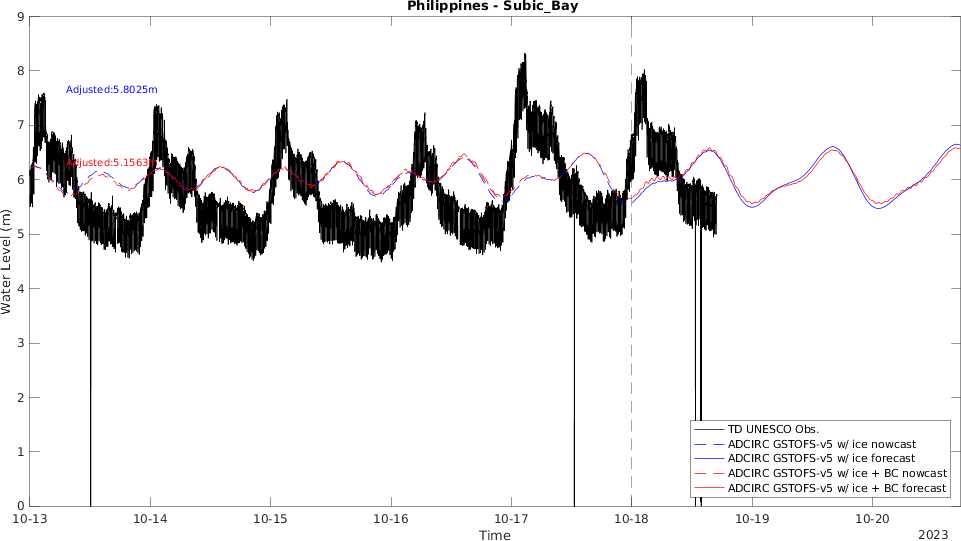 Philippines - Subic_Bay
9
8
7
6
5
4
3
2
1
0
Water Level (m)
Adjusted:5.8025m
Adjusted:5.1563m
TD UNESCO Obs.
ADCIRC GSTOFS-v5 w/ ice nowcast
ADCIRC GSTOFS-v5 w/ ice forecast
ADCIRC GSTOFS-v5 w/ ice + BC nowcast
ADCIRC GSTOFS-v5 w/ ice + BC forecast
10-13 10-14 10-15 10-16 10-17 10-18 10-19 10-20
Time
2023